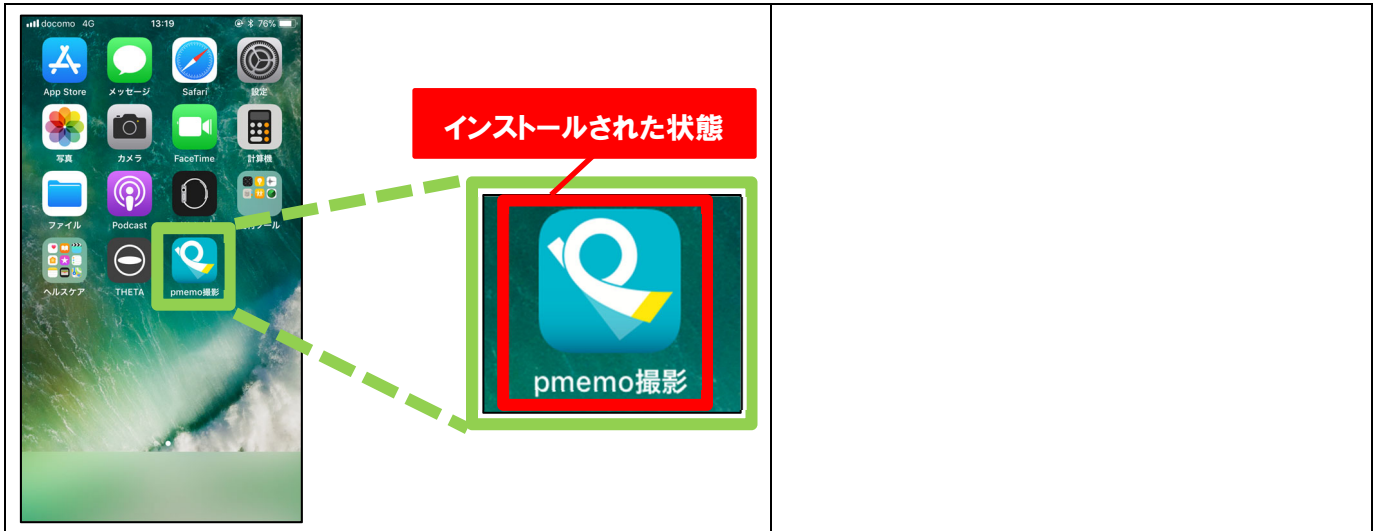 docomo 4G 13:19 76%
App Store メッセージ Safari 設定
写真 カメラ FaceTime 計算機
ファイル Podcast
ヘルスケア THETA pmemo撮影
インストールされた状態
pmemo撮影